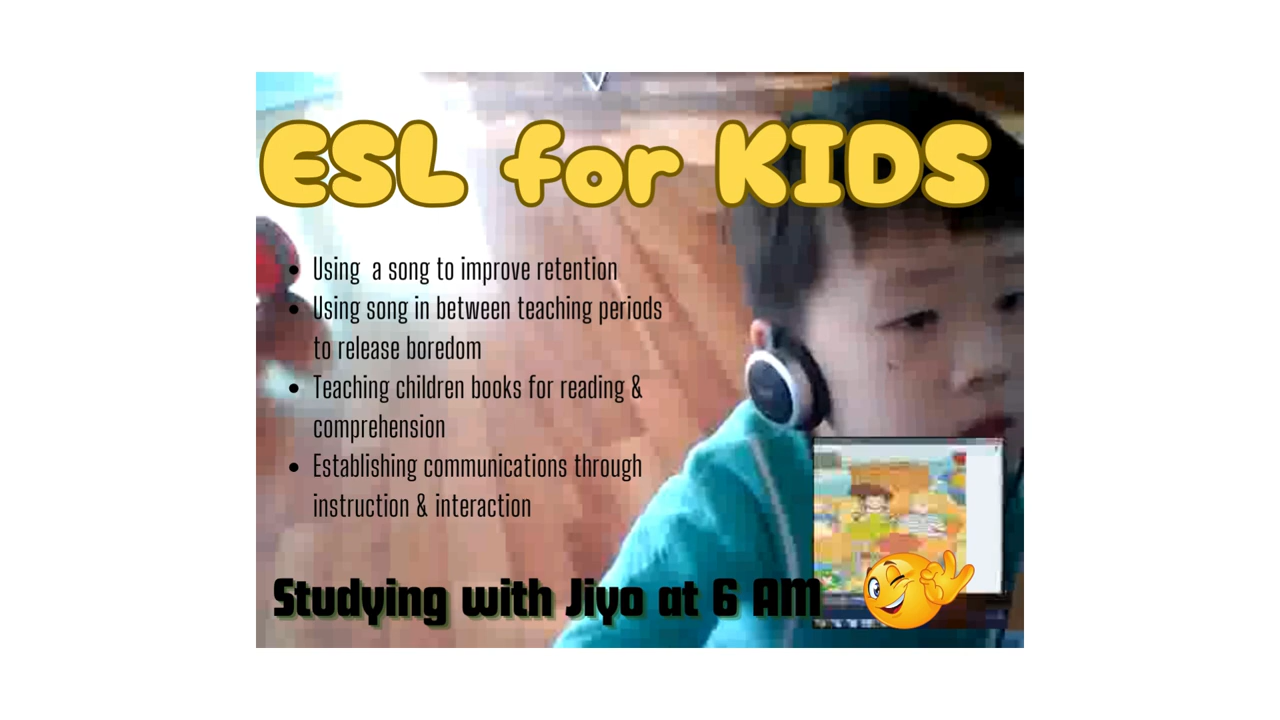 ESL for KIDS
• Using  a song to improve retention
• Using song in between teaching periods
to release boredom
• Teaching children books for reading &
comprehension
• Establishing communications through
instruction & interaction
Studying with Jiyo at 6 AM